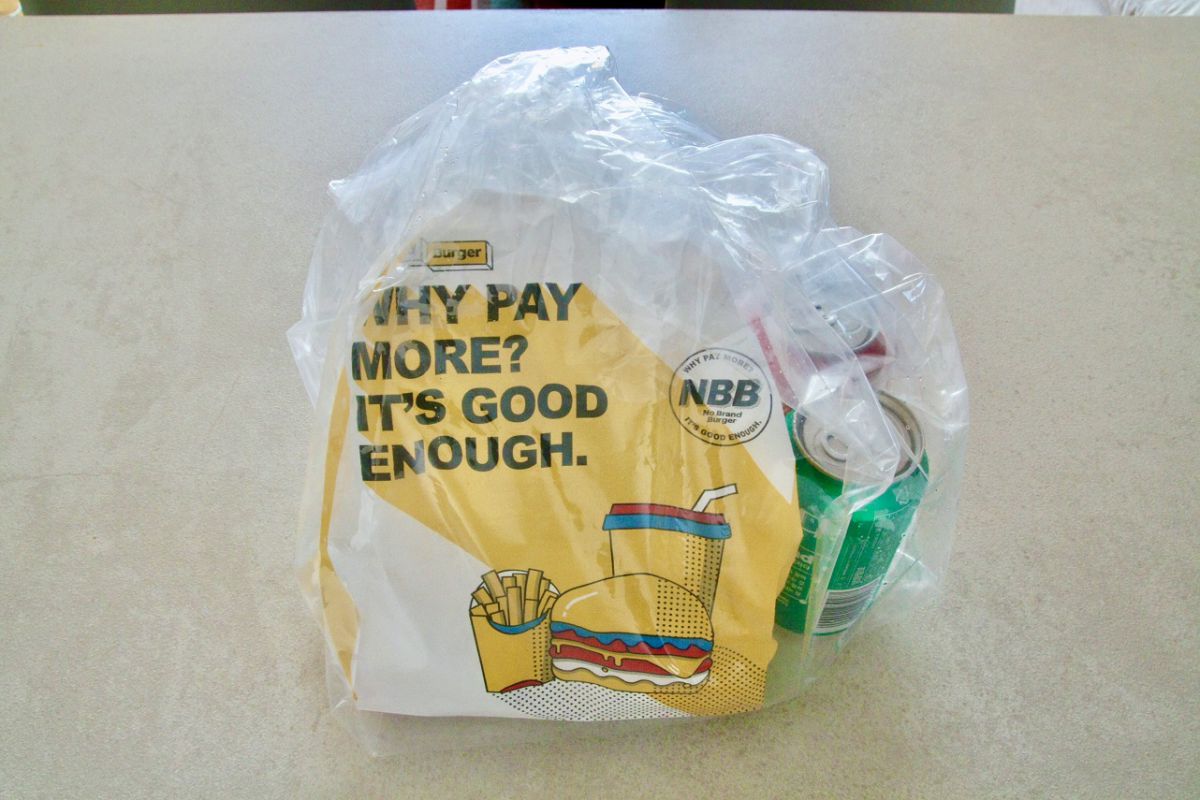 Burger
WHY PAY
MORE?
IT'S GOOD
ENOUGH.
WHY PAY MORE?
NBB
No Brand
Burger
IT'S GOOD ENOUGH.